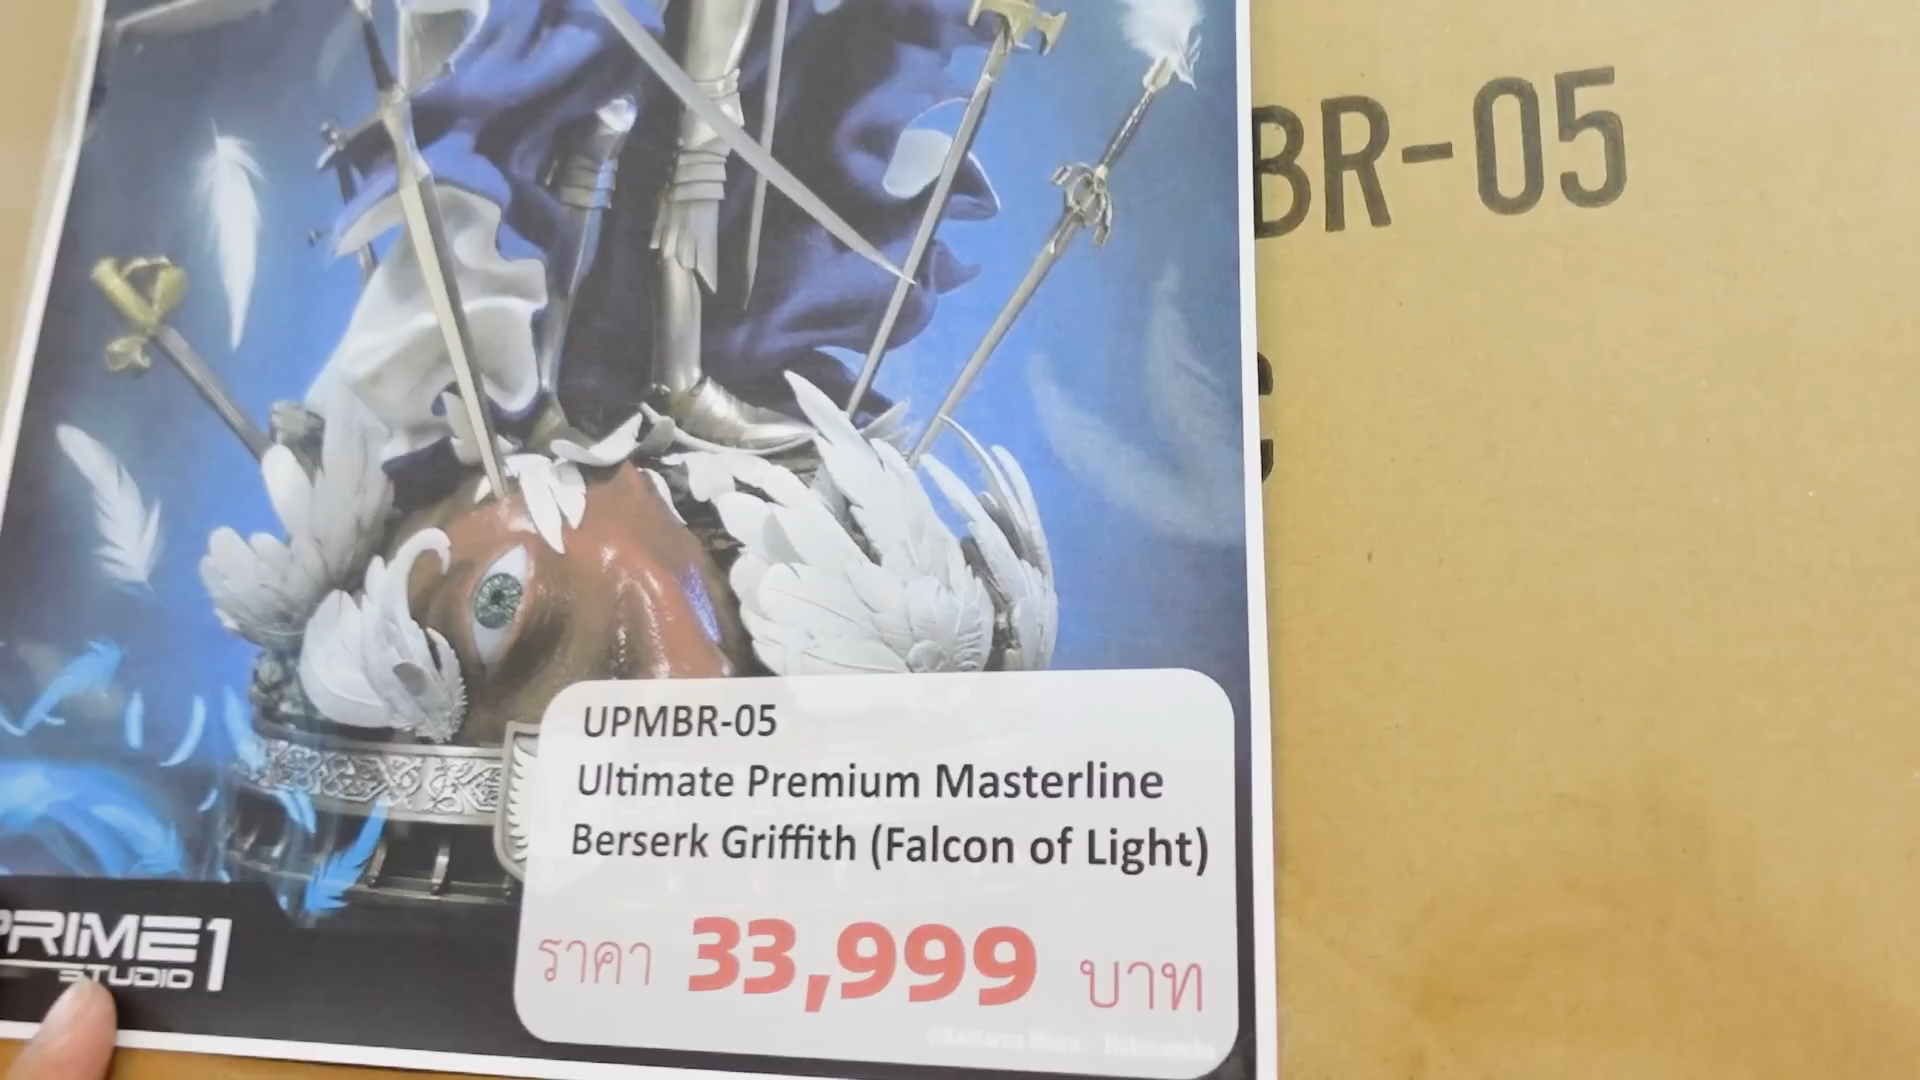 BR-05
UPMBR-05
Ultimate Premium Masterline
Berserk Griffith (Falcon of Light)
ราคา 33,999 บาท
PRIME1
STUDIO